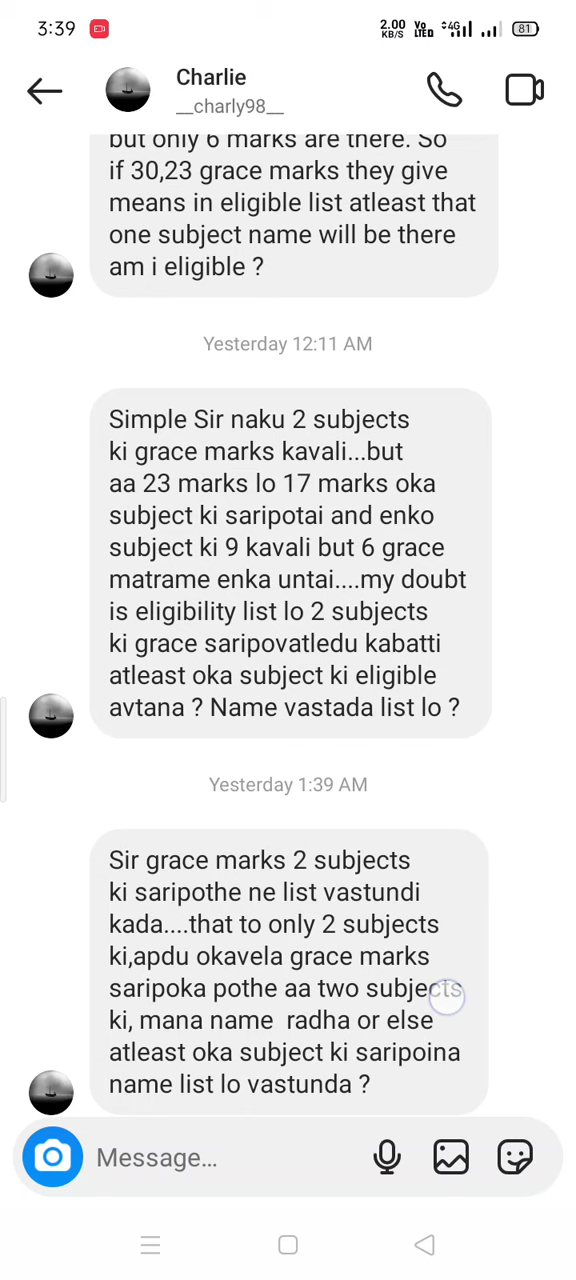 3:39
2.00 KB/S
Vo LTED
4G
81
Charlie
__charly98__
but only 6 marks are there. So
if 30,23 grace marks they give
means in eligible list atleast that
one subject name will be there
am i eligible ?
Yesterday 12:11 AM
Simple Sir naku 2 subjects
ki grace marks kavali...but
aa 23 marks lo 17 marks oka
subject ki saripotai and enko
subject ki 9 kavali but 6 grace
matrame enka untai....my doubt
is eligibility list lo 2 subjects
ki grace saripovatledu kabatti
atleast oka subject ki eligible
avtana ? Name vastada list lo ?
Yesterday 1:39 AM
Sir grace marks 2 subjects
ki saripothe ne list vastundi
kada....that to only 2 subjects
ki,apdu okavela grace marks
saripoka pothe aa two subjects
ki, mana name  radha or else
atleast oka subject ki saripoina
name list lo vastunda ?
Message...